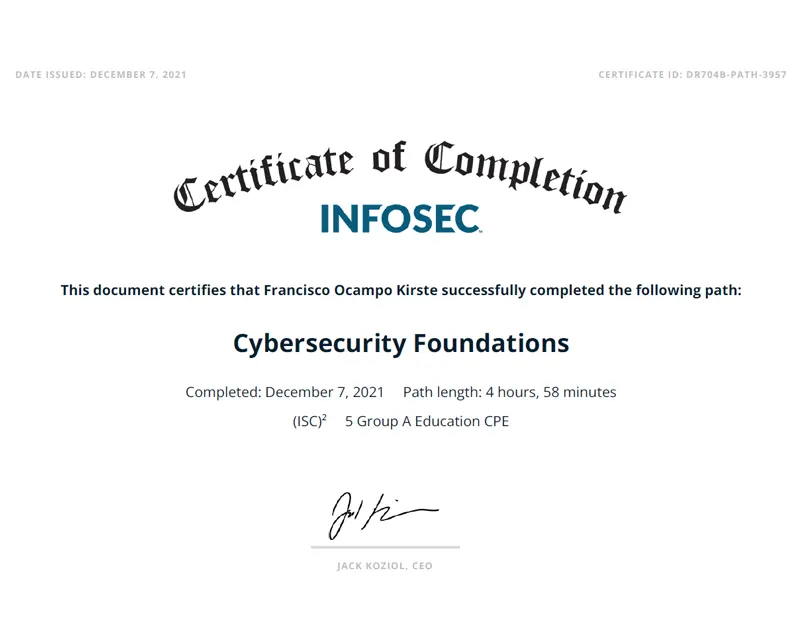 DATE ISSUED: DECEMBER 7, 2021
CERTIFICATE ID: DR704B-PATH-3957
Certificate of Completion
INFOSEC
This document certifies that Francisco Ocampo Kirste successfully completed the following path:
Cybersecurity Foundations
Completed: December 7, 2021 Path length: 4 hours, 58 minutes
(ISC)² 5 Group A Education CPE
JACK KOZIOL, CEO